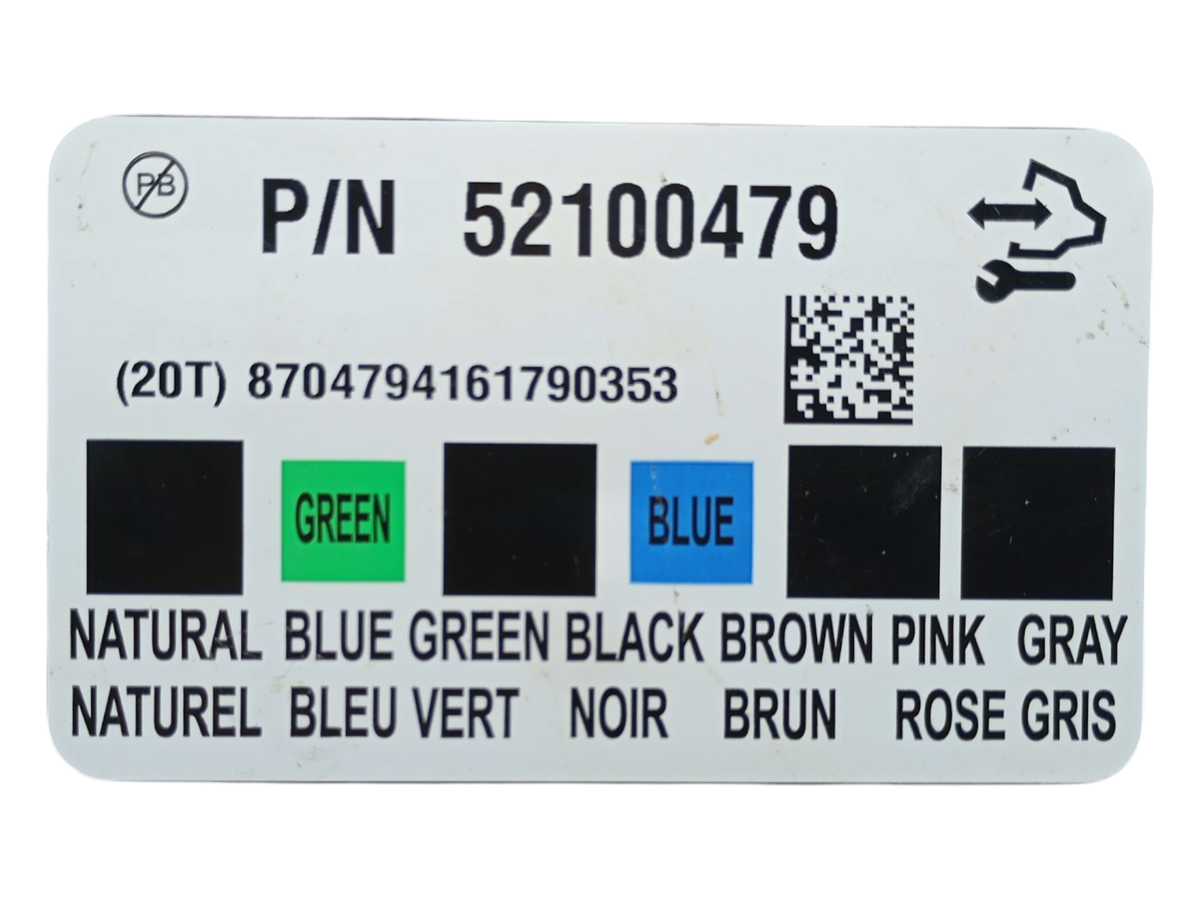 PB
P/N 52100479
(20T) 8704794161790353
GREEN BLUE
NATURAL BLUE GREEN BLACK BROWN PINK GRAY
NATUREL BLEU VERT NOIR BRUN ROSE GRIS